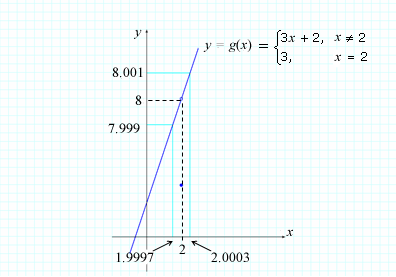 y
y = g(x) = {3x + 2, x ≠ 2
3, x = 2
8.001
8
7.999
x
1.9997 2 2.0003